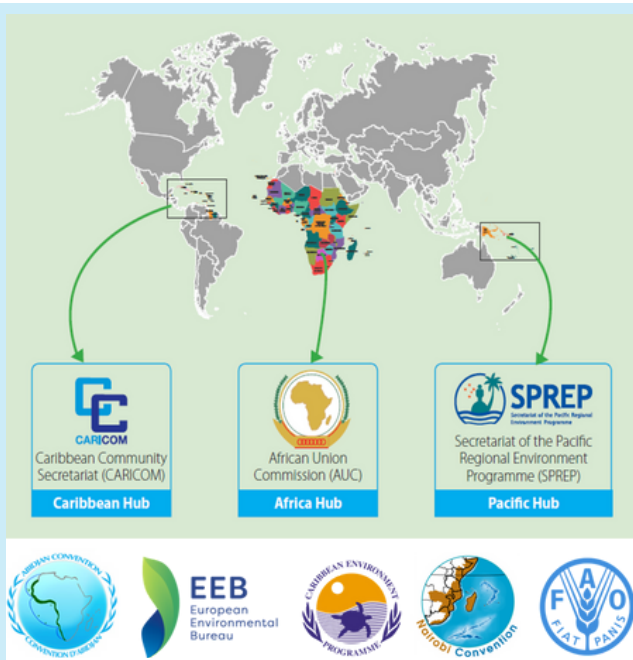 CARICOM
Caribbean Community
Secretariat (CARICOM)
Caribbean Hub
African Union
Commission (AUC)
Africa Hub
SPREP
Secretariat of the Pacific Regional
Environment Programme
Secretariat of the Pacific
Regional Environment
Programme (SPREP)
Pacific Hub
ABIDJAN CONVENTION
CONVENTION D'ABIDJAN
EEB
European
Environmental
Bureau
CARIBBEAN ENVIRONMENT
PROGRAMME
Nairobi Convention
F A O
FIAT PANIS